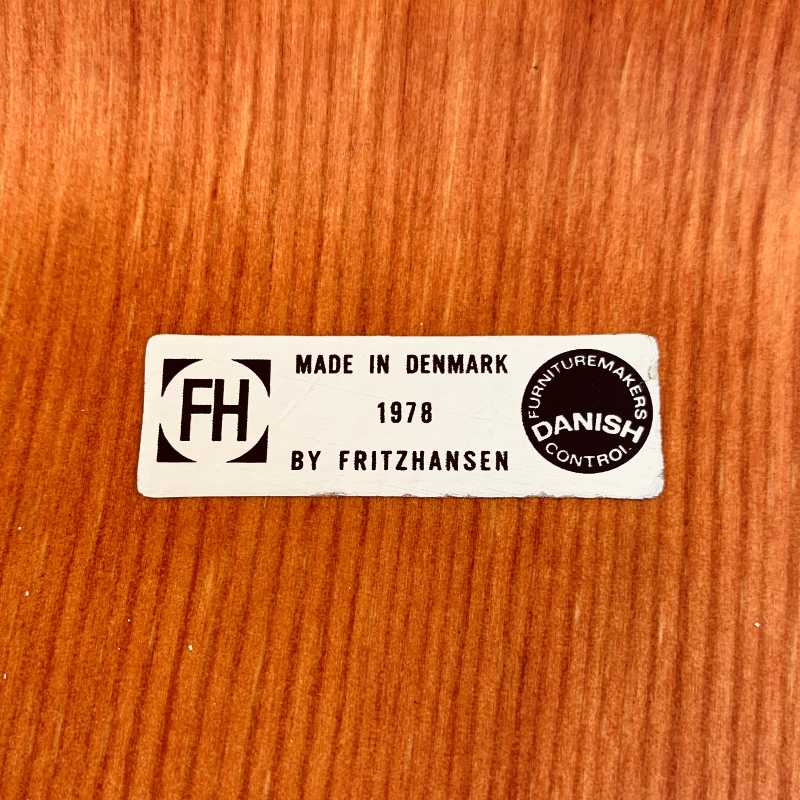 FH
MADE IN DENMARK
1978
BY FRITZHANSEN
FURNITUREMAKERS
DANISH
CONTROL